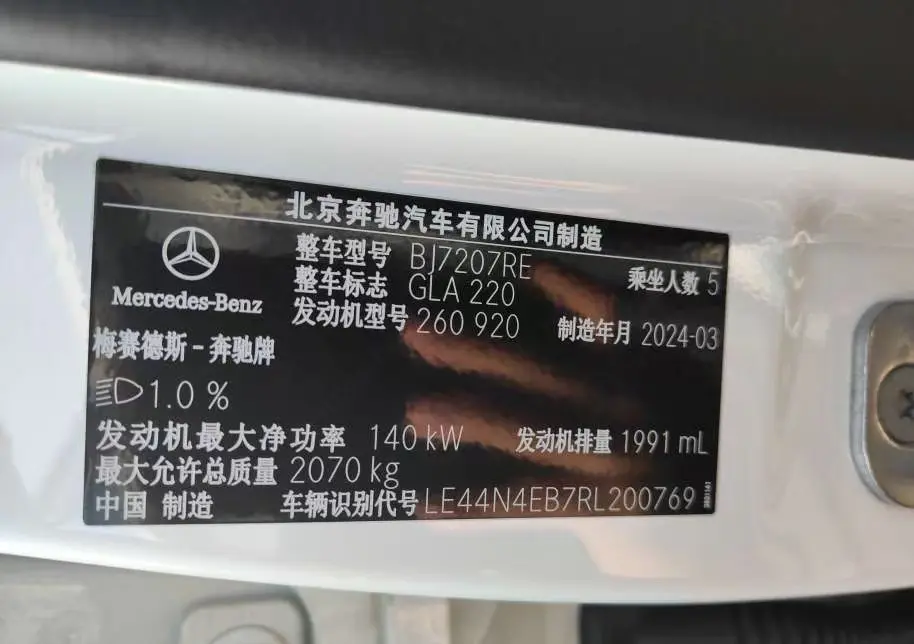 北京奔驰汽车有限公司制造
整车型号 BJ7207RE
乘坐人数 5
整车标志 GLA 220
Mercedes-Benz
发动机型号 260 920
制造年月 2024-03
梅赛德斯-奔驰牌
1.0 %
发动机最大净功率 140 kW 发动机排量 1991 mL
最大允许总质量 2070 kg
中国 制造 车辆识别代号 LE44N4EB7RL200769